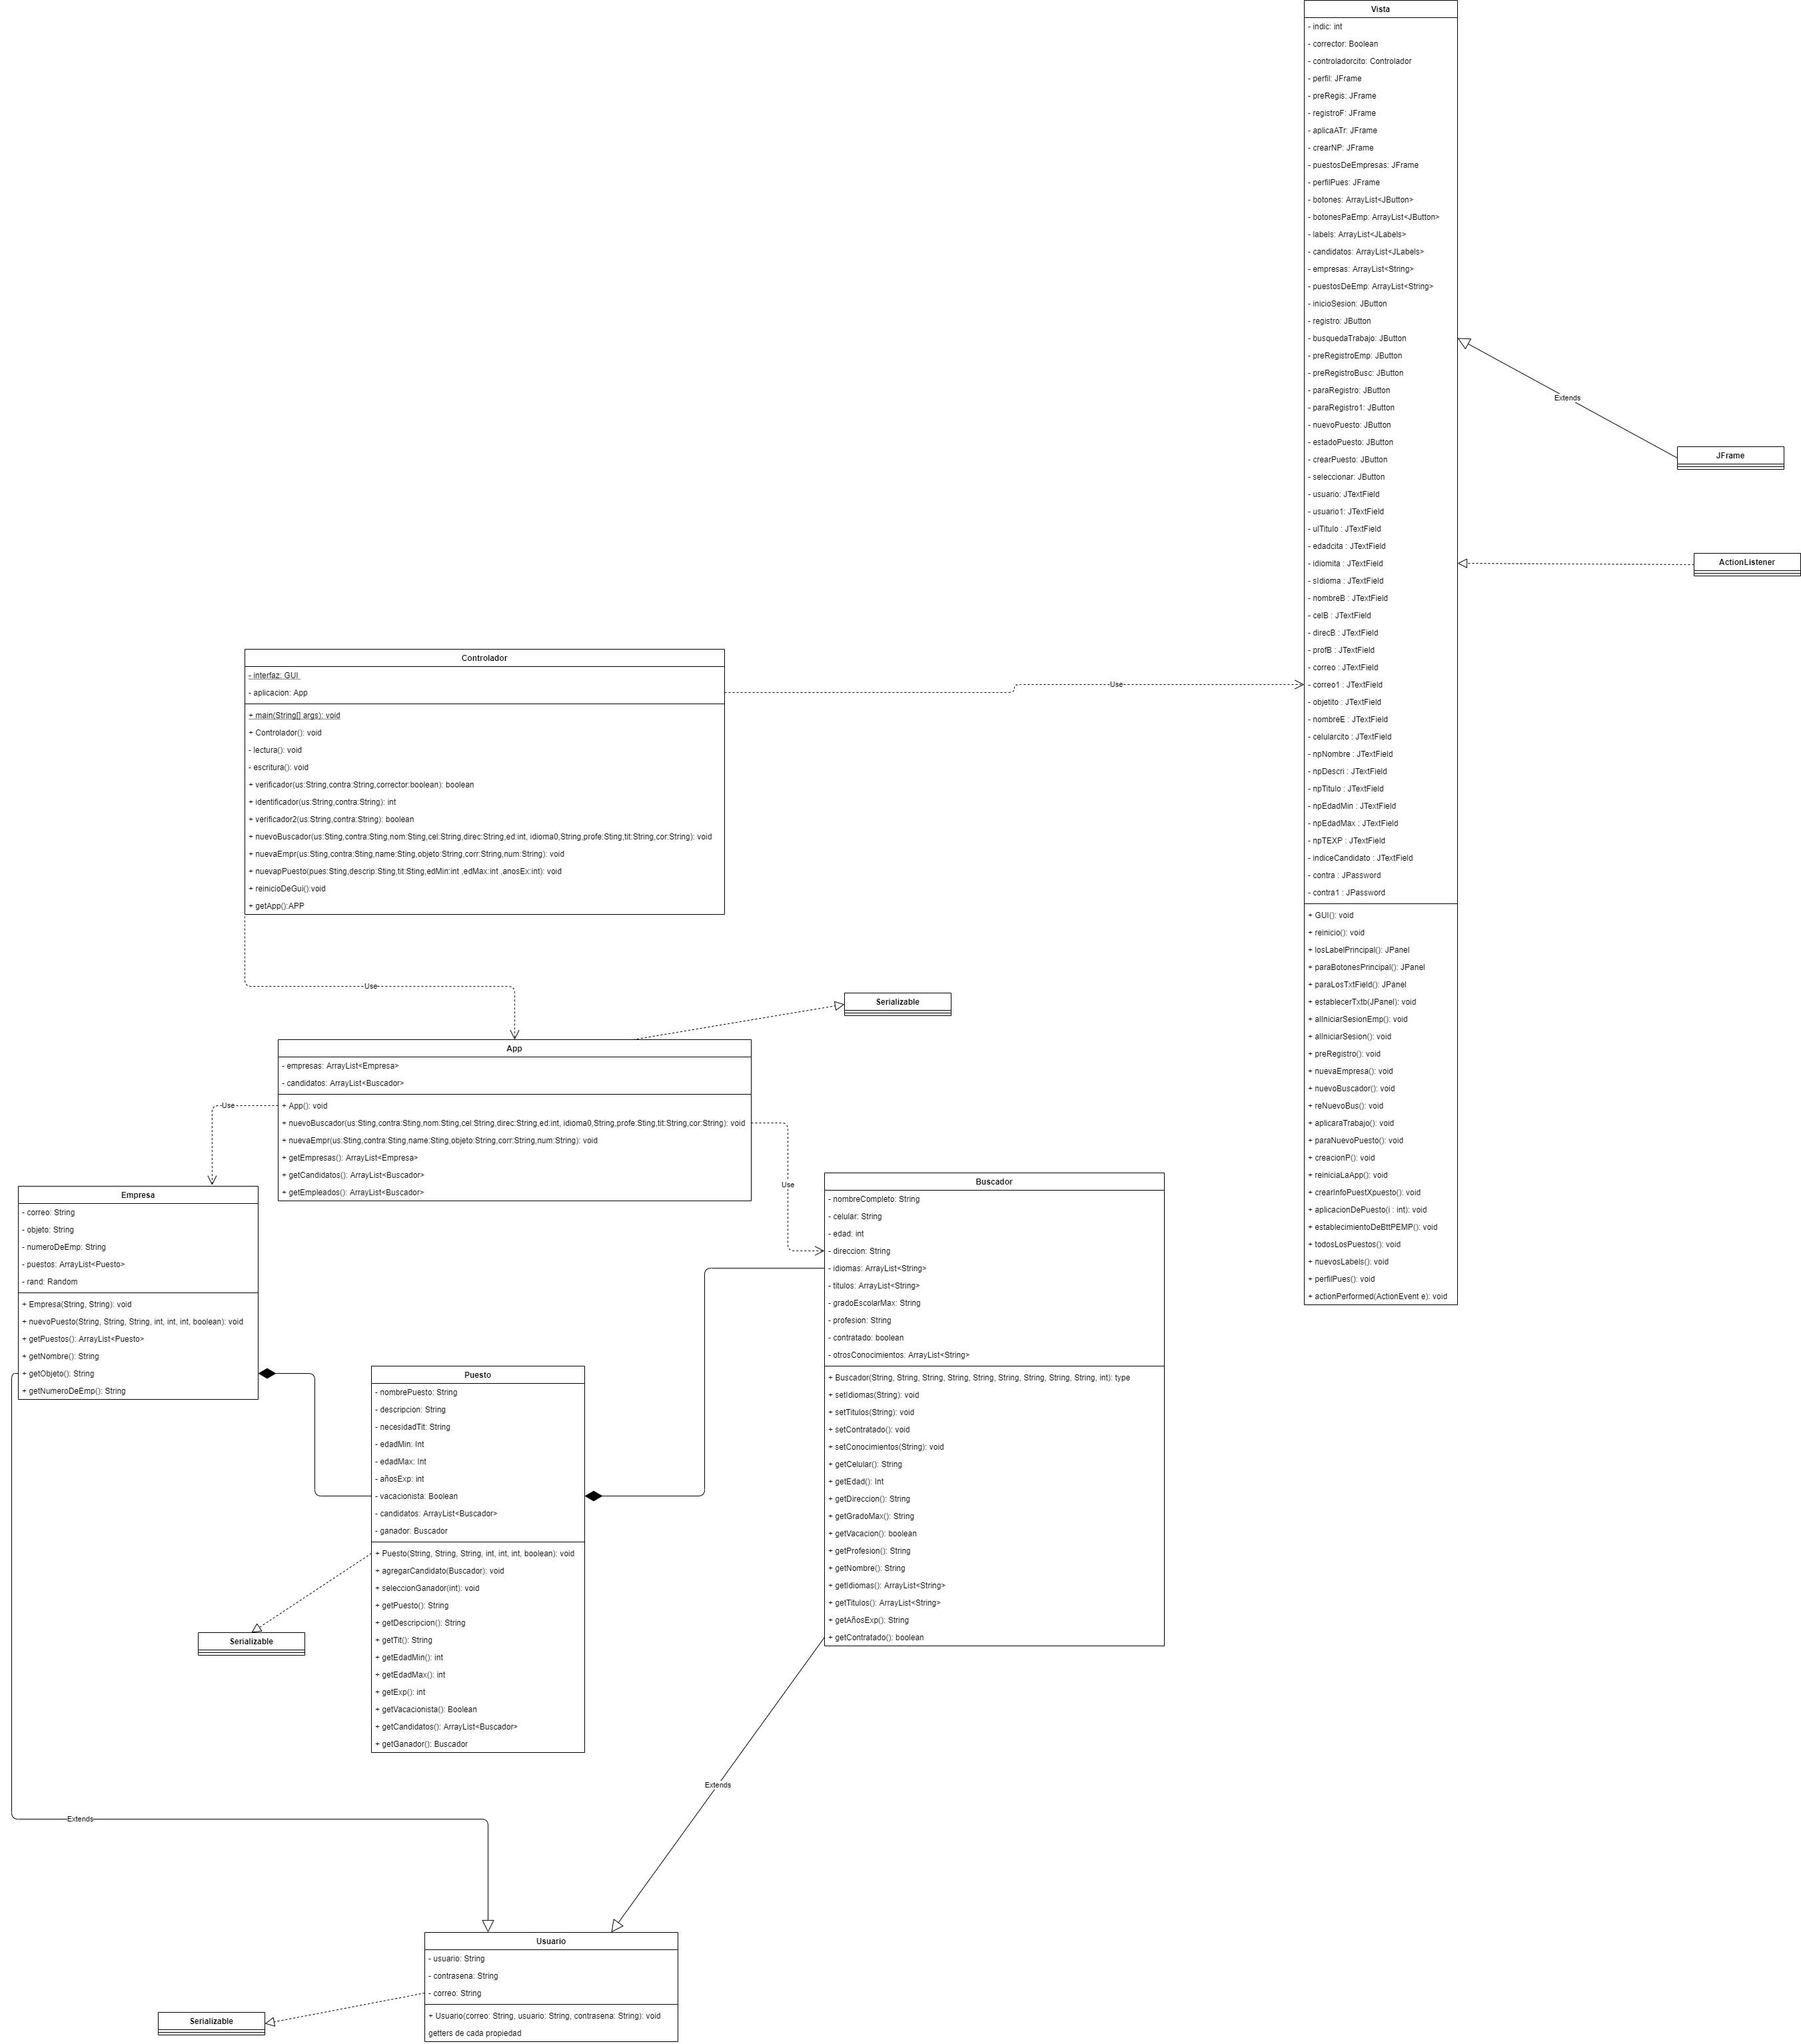 Vista
- indic: int
- corrector: Boolean
- controladorcito: Controlador
- perfil: JFrame
- preRegis: JFrame
- registroF: JFrame
- aplicaATr: JFrame
- crearNP: JFrame
- puestosDeEmpresas: JFrame
- perfilPues: JFrame
- botones: ArrayList<JButton>
- botonesPaEmp: ArrayList<JButton>
- labels: ArrayList<JLabels>
- candidatos: ArrayList<JLabels>
- empresas: ArrayList<String>
- puestosDeEmp: ArrayList<String>
- inicioSesion: JButton
- registro: JButton
- busquedaTrabajo: JButton
- preRegistroEmp: JButton
- preRegistroBusc: JButton
- paraRegistro: JButton
- paraRegistro1: JButton
- nuevoPuesto: JButton
- estadoPuesto: JButton
- crearPuesto: JButton
- seleccionar: JButton
- usuario: JTextField
- usuario1: JTextField
- ulTitulo : JTextField
- edadcita : JTextField
- idiomita : JTextField
- sIdioma : JTextField
- nombreB : JTextField
- celB : JTextField
- direcB : JTextField
- profB : JTextField
- correo : JTextField
- correo1 : JTextField
- objetito : JTextField
- nombreE : JTextField
- celularcito : JTextField
- npNombre : JTextField
- npDescri : JTextField
- npTitulo : JTextField
- npEdadMin : JTextField
- npEdadMax : JTextField
- npTEXP : JTextField
- indiceCandidato : JTextField
- contra : JPassword
- contra1 : JPassword
+ GUI(): void
+ reinicio(): void
+ losLabelPrincipal(): JPanel
+ paraBotonesPrincipal(): JPanel
+ paraLosTxtField(): JPanel
+ establecerTxtb(JPanel): void
+ alIniciarSesionEmp(): void
+ alIniciarSesion(): void
+ preRegistro(): void
+ nuevaEmpresa(): void
+ nuevoBuscador(): void
+ reNuevoBus(): void
+ aplicaraTrabajo(): void
+ paraNuevoPuesto(): void
+ creacionP(): void
+ reiniciaLaApp(): void
+ crearInfoPuestXpuesto(): void
+ aplicacionDePuesto(i : int): void
+ establecimientoDeBttPEMP(): void
+ todosLosPuestos(): void
+ nuevosLabels(): void
+ perfilPues(): void
+ actionPerformed(ActionEvent e): void
Extends
JFrame
ActionListener
Controlador
- interfaz: GUI
- aplicacion: App
+ main(String[] args): void
+ Controlador(): void
- lectura(): void
- escritura(): void
+ verificador(us:String,contra:String,corrector:boolean): boolean
+ identificador(us:String,contra:String): int
+ verificador2(us:String,contra:String): boolean
+ nuevoBuscador(us:Sting,contra:Sting,nom:Sting,cel:String,direc:String,ed:int, idioma0,String,profe:Sting,tit:String,cor:String): void
+ nuevaEmpr(us:Sting,contra:Sting,name:Sting,objeto:String,corr:String,num:String): void
+ nuevapPuesto(pues:Sting,descrip:Sting,tit:Sting,edMin:int ,edMax:int ,anosEx:int): void
+ reinicioDeGui():void
+ getApp():APP
Use
Use
Serializable
App
- empresas: ArrayList<Empresa>
- candidatos: ArrayList<Buscador>
+ App(): void
+ nuevoBuscador(us:Sting,contra:Sting,nom:Sting,cel:String,direc:String,ed:int, idioma0,String,profe:Sting,tit:String,cor:String): void
+ nuevaEmpr(us:Sting,contra:Sting,name:Sting,objeto:String,corr:String,num:String): void
+ getEmpresas(): ArrayList<Empresa>
+ getCandidatos(): ArrayList<Buscador>
+ getEmpleados(): ArrayList<Buscador>
Use
Use
Empresa
- correo: String
- objeto: String
- numeroDeEmp: String
- puestos: ArrayList<Puesto>
- rand: Random
+ Empresa(String, String): void
+ nuevoPuesto(String, String, String, int, int, int, boolean): void
+ getPuestos(): ArrayList<Puesto>
+ getNombre(): String
+ getObjeto(): String
+ getNumeroDeEmp(): String
Buscador
- nombreCompleto: String
- celular: String
- edad: int
- direccion: String
- idiomas: ArrayList<String>
- titulos: ArrayList<String>
- gradoEscolarMax: String
- profesion: String
- contratado: boolean
- otrosConocimientos: ArrayList<String>
+ Buscador(String, String, String, String, String, String, String, String, String, int): type
+ setIdiomas(String): void
+ setTitulos(String): void
+ setContratado(): void
+ setConocimientos(String): void
+ getCelular(): String
+ getEdad(): Int
+ getDireccion(): String
+ getGradoMax(): String
+ getVacacion(): boolean
+ getProfesion(): String
+ getNombre(): String
+ getIdiomas(): ArrayList<String>
+ getTitulos(): ArrayList<String>
+ getAñosExp(): String
+ getContratado(): boolean
Puesto
- nombrePuesto: String
- descripcion: String
- necesidadTit: String
- edadMin: Int
- edadMax: Int
- añosExp: int
- vacacionista: Boolean
- candidatos: ArrayList<Buscador>
- ganador: Buscador
+ Puesto(String, String, String, int, int, int, boolean): void
+ agregarCandidato(Buscador): void
+ seleccionGanador(int): void
+ getPuesto(): String
+ getDescripcion(): String
+ getTit(): String
+ getEdadMin(): int
+ getEdadMax(): int
+ getExp(): int
+ getVacacionista(): Boolean
+ getCandidatos(): ArrayList<Buscador>
+ getGanador(): Buscador
Serializable
Extends
Extends
Usuario
- usuario: String
- contrasena: String
- correo: String
+ Usuario(correo: String, usuario: String, contrasena: String): void
getters de cada propiedad
Serializable